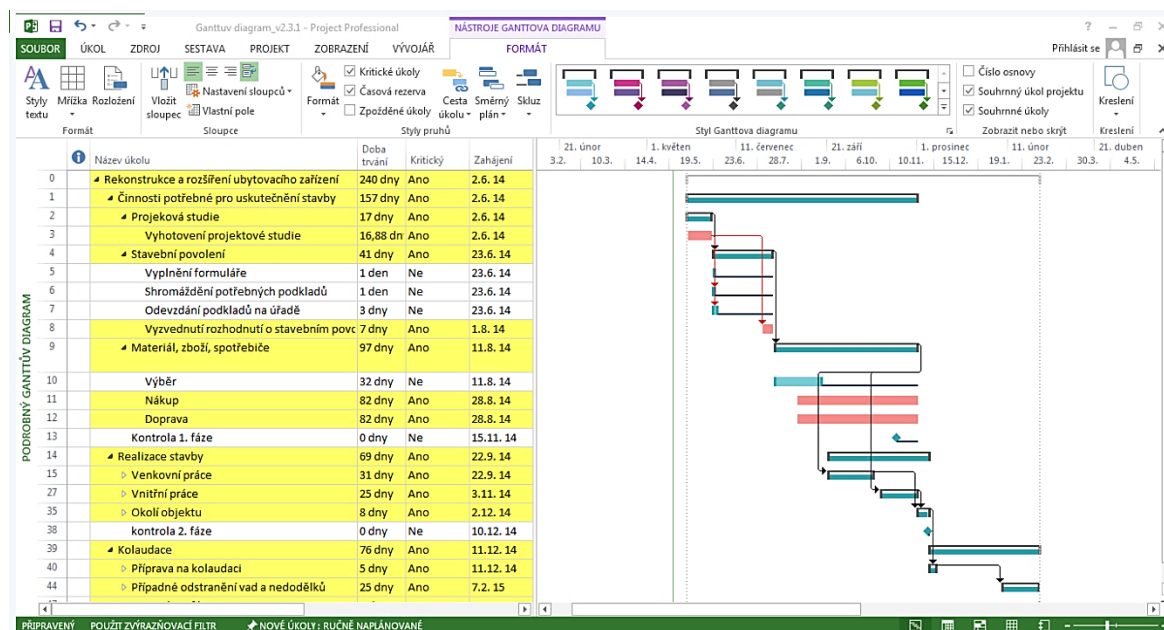 Ganttuv diagram_v2.3.1 - Project Professional
NÁSTROJE GANTTOVA DIAGRAMU
SOUBOR ÚKOL ZDROJ SESTAVA PROJEKT ZOBRAZENÍ VÝVOJÁŘ FORMÁT Přihlásit se
Styly textu
Mřížka
Rozložení
Formát
Vložit sloupec
Nastavení sloupců
Vlastní pole
Sloupce
Formát
Kritické úkoly
Časová rezerva
Zpožděné úkoly
Cesta úkolu
Směrný plán
Skluz
Styly pruhů
Styl Ganttova diagramu
Číslo osnovy
Souhrnný úkol projektu
Souhrnné úkoly
Zobrazit nebo skrýt
Kreslení
Kreslení
Název úkolu Doba trvání Kritický Zahájení
21. únor 1. květen 11. červenec 21. září 1. prosinec 11. únor 21. duben
3.2. 10.3. 14.4. 19.5. 23.6. 28.7. 1.9. 6.10. 10.11. 15.12. 19.1. 23.2. 30.3. 4.5.
0 Rekonstrukce a rozšíření ubytovacího zařízení 240 dny Ano 2.6. 14
1 Činnosti potřebné pro uskutečnění stavby 157 dny Ano 2.6. 14
2 Projeková studie 17 dny Ano 2.6. 14
3 Vyhotovení projektové studie 16,88 dn Ano 2.6. 14
4 Stavební povolení 41 dny Ano 23.6. 14
5 Vyplnění formuláře 1 den Ne 23.6. 14
6 Shromáždění potřebných podkladů 1 den Ne 23.6. 14
7 Odevzdání podkladů na úřadě 3 dny Ne 23.6. 14
8 Vyzvednutí rozhodnutí o stavebním povo 7 dny Ano 1.8. 14
9 Materiál, zboží, spotřebiče 97 dny Ano 11.8. 14
10 Výběr 32 dny Ne 11.8. 14
11 Nákup 82 dny Ano 28.8. 14
12 Doprava 82 dny Ano 28.8. 14
13 Kontrola 1. fáze 0 dny Ne 15.11. 14
14 Realizace stavby 69 dny Ano 22.9. 14
15 Venkovní práce 31 dny Ano 22.9. 14
27 Vnitřní práce 25 dny Ano 3.11. 14
35 Okolí objektu 8 dny Ano 2.12. 14
38 kontrola 2. fáze 0 dny Ne 10.12. 14
39 Kolaudace 76 dny Ano 11.12. 14
40 Příprava na kolaudaci 5 dny Ano 11.12. 14
44 Případné odstranění vad a nedodělků 25 dny Ano 7.2. 15
PODROBNÝ GANTTŮV DIAGRAM
PŘIPRAVENÝ POUŽIT ZVÝRAZŇOVACÍ FILTR NOVÉ ÚKOLY : RUČNĚ NAPLÁNOVANÉ